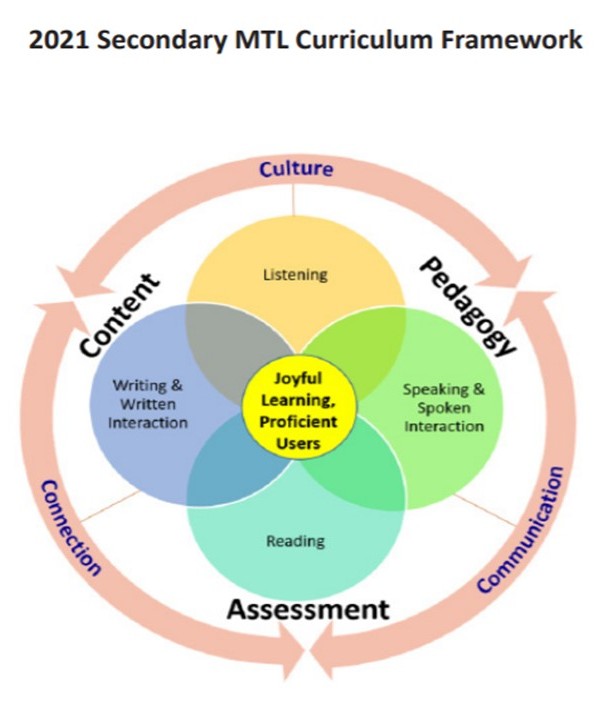 2021 Secondary MTL Curriculum Framework
Culture
Listening
Content
Pedagogy
Writing &
Written
Interaction
Joyful
Learning,
Proficient
Users
Speaking &
Spoken
Interaction
Connection
Communication
Reading
Assessment